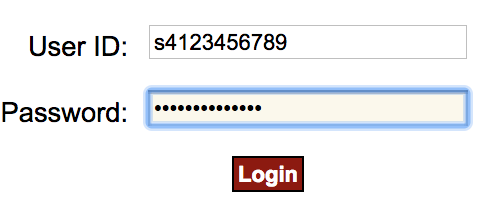 User ID: s4123456789
Password: ••••••••••••••
Login